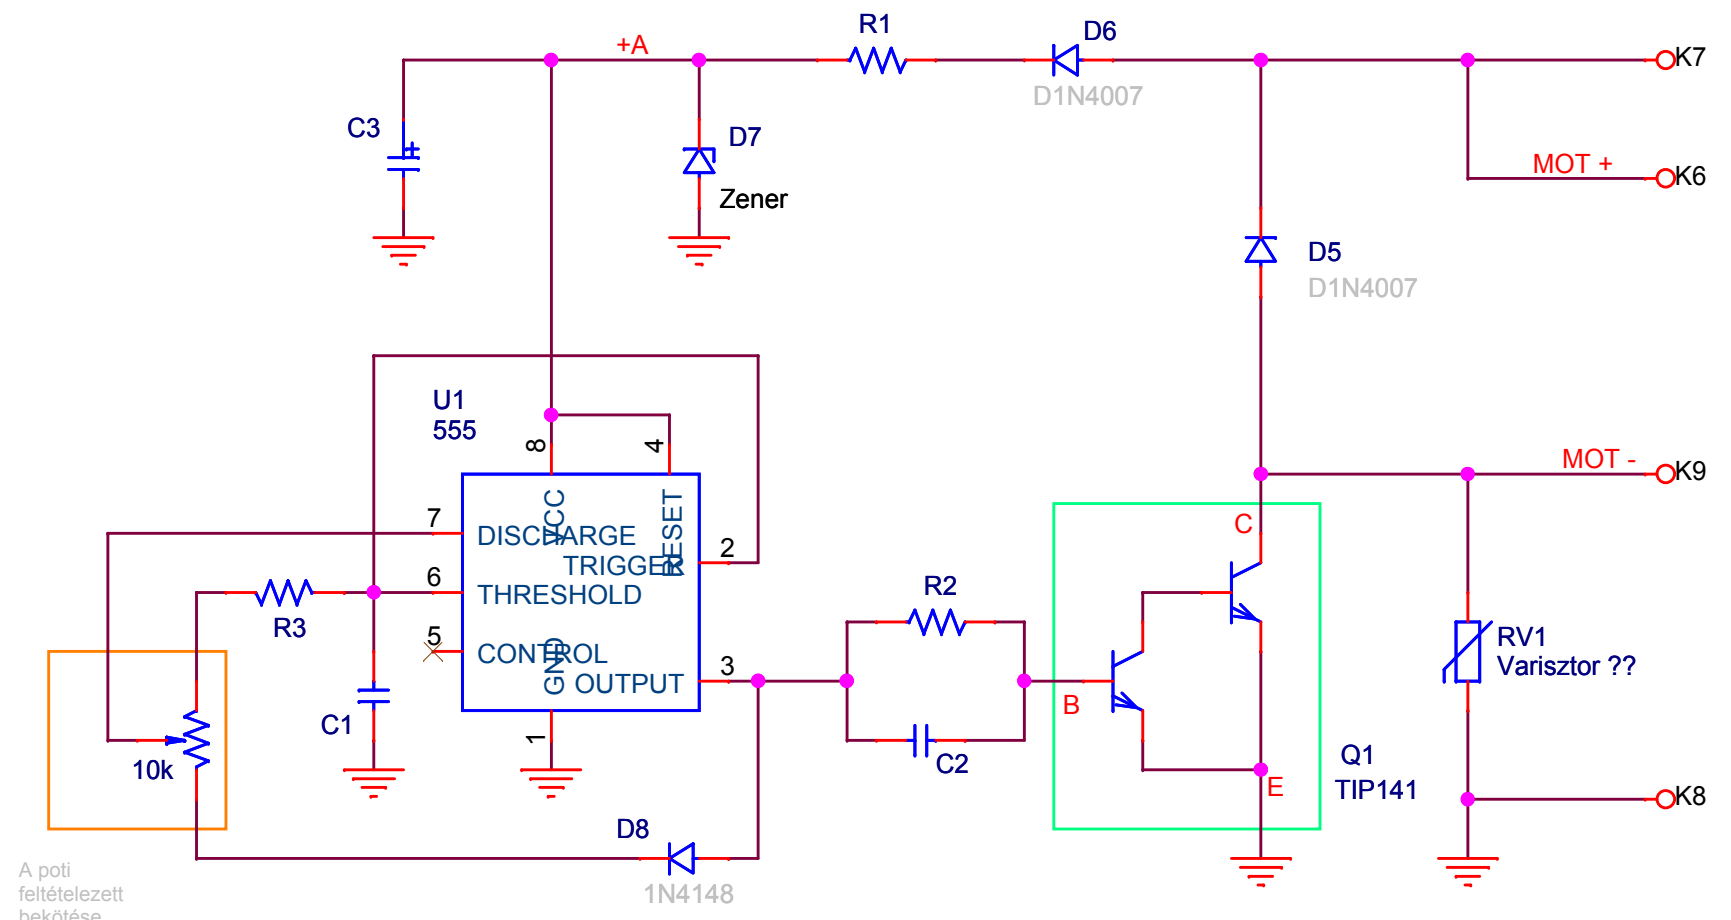 R1
D6
+A
K7
D1N4007
C3
D7
MOT +
K6
Zener
D5
D1N4007
U1
555
8
4
MOT -
K9
VCC
RESET
C
7
DISCHARGE
2
TRIGGER
6
THRESHOLD
R2
R3
5
CONTROL
GND
RV1
Varisztor ??
3
OUTPUT
B
C1
1
C2
Q1
10k
TIP141
E
K8
D8
1N4148
A poti
feltételezett
bekötése